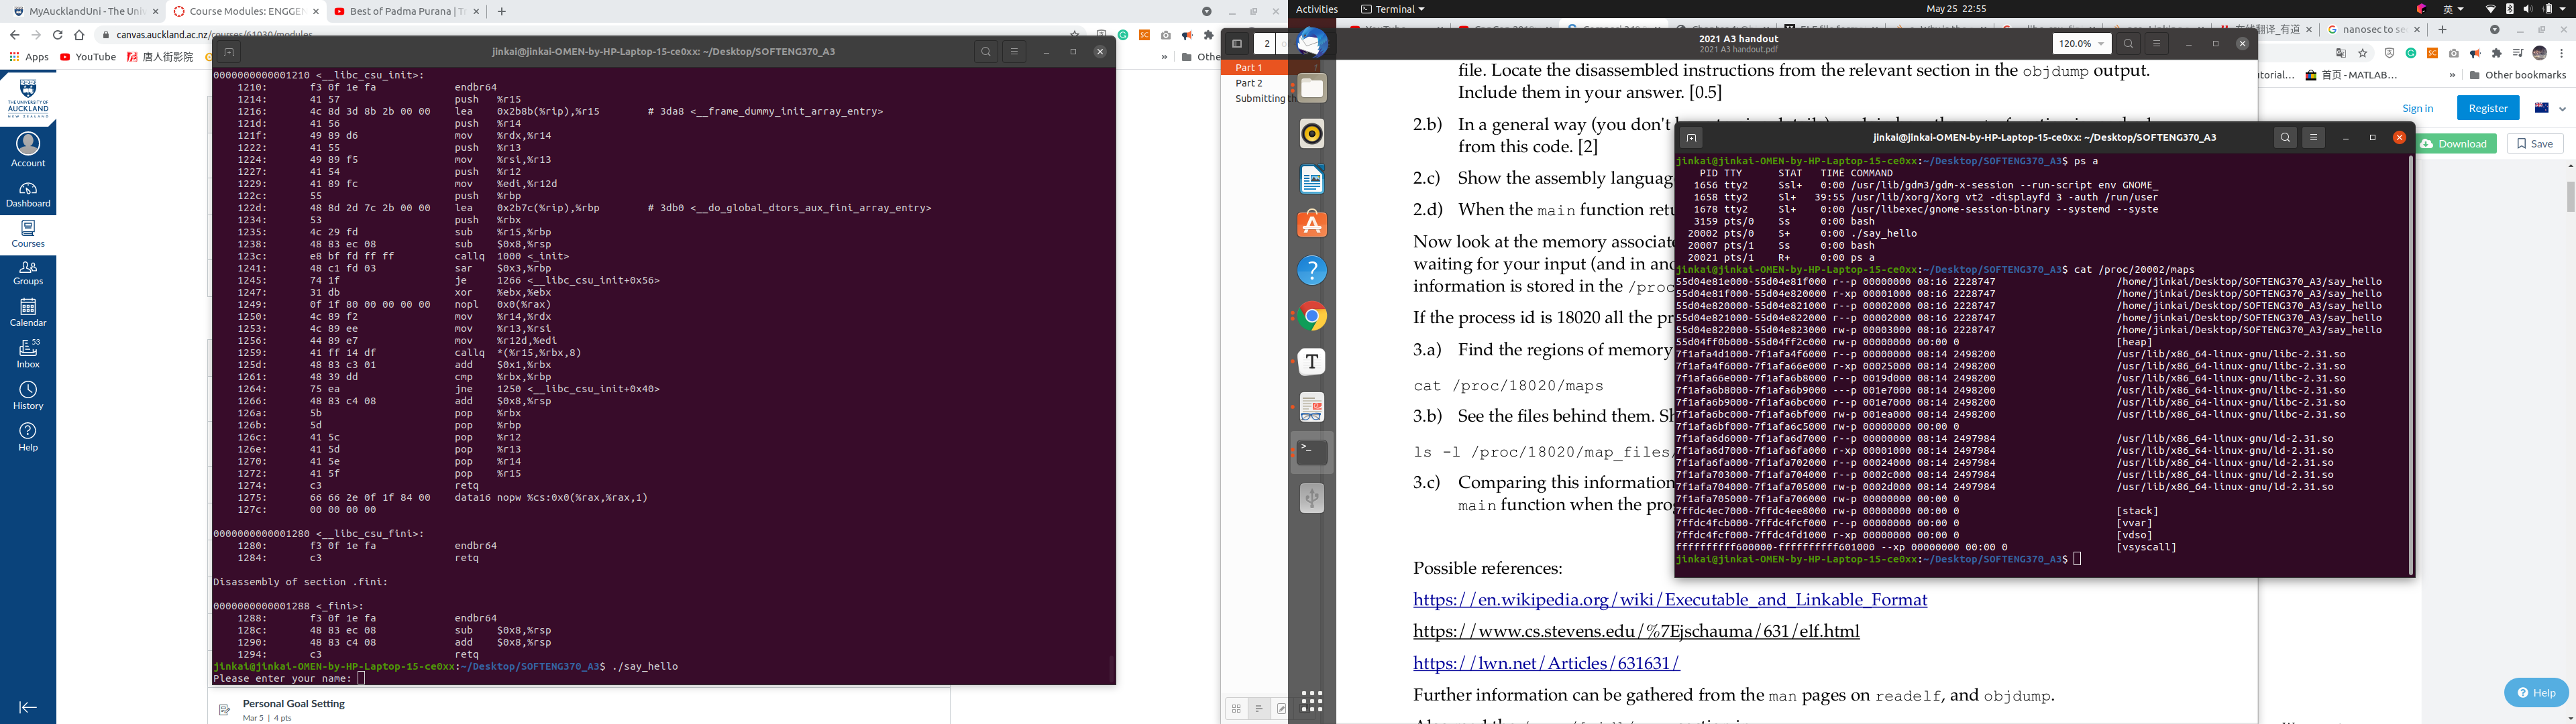 MyAucklandUni - The Univ
Course Modules: ENGGEN
Best of Padma Purana | T
canvas.auckland.ac.nz/courses/61030/modules
Apps
YouTube
唐人街影院
Othe
Account
Dashboard
Courses
Groups
Calendar
53
Inbox
History
Help
Personal Goal Setting
Mar 5 | 4 pts
jinkai@jinkai-OMEN-by-HP-Laptop-15-ce0xx: ~/Desktop/SOFTENG370_A3
0000000000001210 <__libc_csu_init>:
1210: f3 0f 1e fa endbr64
1214: 41 57 push %r15
1216: 4c 8d 3d 8b 2b 00 00 lea 0x2b8b(%rip),%r15 # 3da8 <__frame_dummy_init_array_entry>
121d: 41 56 push %r14
121f: 49 89 d6 mov %rdx,%r14
1222: 41 55 push %r13
1224: 49 89 f5 mov %rsi,%r13
1227: 41 54 push %r12
1229: 41 89 fc mov %edi,%r12d
122c: 55 push %rbp
122d: 48 8d 2d 7c 2b 00 00 lea 0x2b7c(%rip),%rbp # 3db0 <__do_global_dtors_aux_fini_array_entry>
1234: 53 push %rbx
1235: 4c 29 fd sub %r15,%rbp
1238: 48 83 ec 08 sub $0x8,%rsp
123c: e8 bf fd ff ff callq 1000 <_init>
1241: 48 c1 fd 03 sar $0x3,%rbp
1245: 74 1f je 1266 <__libc_csu_init+0x56>
1247: 31 db xor %ebx,%ebx
1249: 0f 1f 80 00 00 00 00 nopl 0x0(%rax)
1250: 4c 89 f2 mov %r14,%rdx
1253: 4c 89 ee mov %r13,%rsi
1256: 44 89 e7 mov %r12d,%edi
1259: 41 ff 14 df callq *(%r15,%rbx,8)
125d: 48 83 c3 01 add $0x1,%rbx
1261: 48 39 dd cmp %rbx,%rbp
1264: 75 ea jne 1250 <__libc_csu_init+0x40>
1266: 48 83 c4 08 add $0x8,%rsp
126a: 5b pop %rbx
126b: 5d pop %rbp
126c: 41 5c pop %r12
126e: 41 5d pop %r13
1270: 41 5e pop %r14
1272: 41 5f pop %r15
1274: c3 retq
1275: 66 66 2e 0f 1f 84 00 data16 nopw %cs:0x0(%rax,%rax,1)
127c: 00 00 00 00
0000000000001280 <__libc_csu_fini>:
1280: f3 0f 1e fa endbr64
1284: c3 retq
Disassembly of section .fini:
0000000000001288 <_fini>:
1288: f3 0f 1e fa endbr64
128c: 48 83 ec 08 sub $0x8,%rsp
1290: 48 83 c4 08 add $0x8,%rsp
1294: c3 retq
jinkai@jinkai-OMEN-by-HP-Laptop-15-ce0xx:~/Desktop/SOFTENG370_A3$ ./say_hello
Please enter your name:
Activities
Terminal
May 25 22:55
英
在线翻译_有道
nanosec to se
utorial...
首页 - MATLAB...
Other bookmarks
Sign in
Register
Download
Save
Help
2
2021 A3 handout
2021 A3 handout.pdf
120.0%
Part 1
Part 2
Submitting th
file. Locate the disassembled instructions from the relevant section in the objdump output.
Include them in your answer. [0.5]
2.b) In a general way (you don't
from this code. [2]
2.c) Show the assembly languag
2.d) When the main function retu
Now look at the memory associate
waiting for your input (and in ano
information is stored in the /proc
If the process id is 18020 all the pr
3.a) Find the regions of memory
cat /proc/18020/maps
3.b) See the files behind them. Sh
ls -l /proc/18020/map_files/
3.c) Comparing this information
main function when the pro
Possible references:
https://en.wikipedia.org/wiki/Executable_and_Linkable_Format
https://www.cs.stevens.edu/%7Ejschauma/631/elf.html
https://lwn.net/Articles/631631/
Further information can be gathered from the man pages on readelf, and objdump.
jinkai@jinkai-OMEN-by-HP-Laptop-15-ce0xx: ~/Desktop/SOFTENG370_A3
jinkai@jinkai-OMEN-by-HP-Laptop-15-ce0xx:~/Desktop/SOFTENG370_A3$ ps a
PID TTY STAT TIME COMMAND
1656 tty2 Ssl+ 0:00 /usr/lib/gdm3/gdm-x-session --run-script env GNOME_
1658 tty2 Sl+ 39:55 /usr/lib/xorg/Xorg vt2 -displayfd 3 -auth /run/user
1678 tty2 Sl+ 0:00 /usr/libexec/gnome-session-binary --systemd --syste
3159 pts/0 Ss 0:00 bash
20002 pts/0 S+ 0:00 ./say_hello
20007 pts/1 Ss 0:00 bash
20021 pts/1 R+ 0:00 ps a
jinkai@jinkai-OMEN-by-HP-Laptop-15-ce0xx:~/Desktop/SOFTENG370_A3$ cat /proc/20002/maps
55d04e81e000-55d04e81f000 r--p 00000000 08:16 2228747 /home/jinkai/Desktop/SOFTENG370_A3/say_hello
55d04e81f000-55d04e820000 r-xp 00001000 08:16 2228747 /home/jinkai/Desktop/SOFTENG370_A3/say_hello
55d04e820000-55d04e821000 r--p 00002000 08:16 2228747 /home/jinkai/Desktop/SOFTENG370_A3/say_hello
55d04e821000-55d04e822000 r--p 00002000 08:16 2228747 /home/jinkai/Desktop/SOFTENG370_A3/say_hello
55d04e822000-55d04e823000 rw-p 00003000 08:16 2228747 /home/jinkai/Desktop/SOFTENG370_A3/say_hello
55d04ff0b000-55d04ff2c000 rw-p 00000000 00:00 0 [heap]
7f1afa4d1000-7f1afa4f6000 r--p 00000000 08:14 2498200 /usr/lib/x86_64-linux-gnu/libc-2.31.so
7f1afa4f6000-7f1afa66e000 r-xp 00025000 08:14 2498200 /usr/lib/x86_64-linux-gnu/libc-2.31.so
7f1afa66e000-7f1afa6b8000 r--p 0019d000 08:14 2498200 /usr/lib/x86_64-linux-gnu/libc-2.31.so
7f1afa6b8000-7f1afa6b9000 ---p 001e7000 08:14 2498200 /usr/lib/x86_64-linux-gnu/libc-2.31.so
7f1afa6b9000-7f1afa6bc000 r--p 001e7000 08:14 2498200 /usr/lib/x86_64-linux-gnu/libc-2.31.so
7f1afa6bc000-7f1afa6bf000 rw-p 001ea000 08:14 2498200 /usr/lib/x86_64-linux-gnu/libc-2.31.so
7f1afa6bf000-7f1afa6c5000 rw-p 00000000 00:00 0
7f1afa6d6000-7f1afa6d7000 r--p 00000000 08:14 2497984 /usr/lib/x86_64-linux-gnu/ld-2.31.so
7f1afa6d7000-7f1afa6fa000 r-xp 00001000 08:14 2497984 /usr/lib/x86_64-linux-gnu/ld-2.31.so
7f1afa6fa000-7f1afa702000 r--p 00024000 08:14 2497984 /usr/lib/x86_64-linux-gnu/ld-2.31.so
7f1afa703000-7f1afa704000 r--p 0002c000 08:14 2497984 /usr/lib/x86_64-linux-gnu/ld-2.31.so
7f1afa704000-7f1afa705000 rw-p 0002d000 08:14 2497984 /usr/lib/x86_64-linux-gnu/ld-2.31.so
7f1afa705000-7f1afa706000 rw-p 00000000 00:00 0
7ffdc4ec7000-7ffdc4ee8000 rw-p 00000000 00:00 0 [stack]
7ffdc4fcb000-7ffdc4fcf000 r--p 00000000 00:00 0 [vvar]
7ffdc4fcf000-7ffdc4fd1000 r-xp 00000000 00:00 0 [vdso]
ffffffffff600000-ffffffffff601000 --xp 00000000 00:00 0 [vsyscall]
jinkai@jinkai-OMEN-by-HP-Laptop-15-ce0xx:~/Desktop/SOFTENG370_A3$